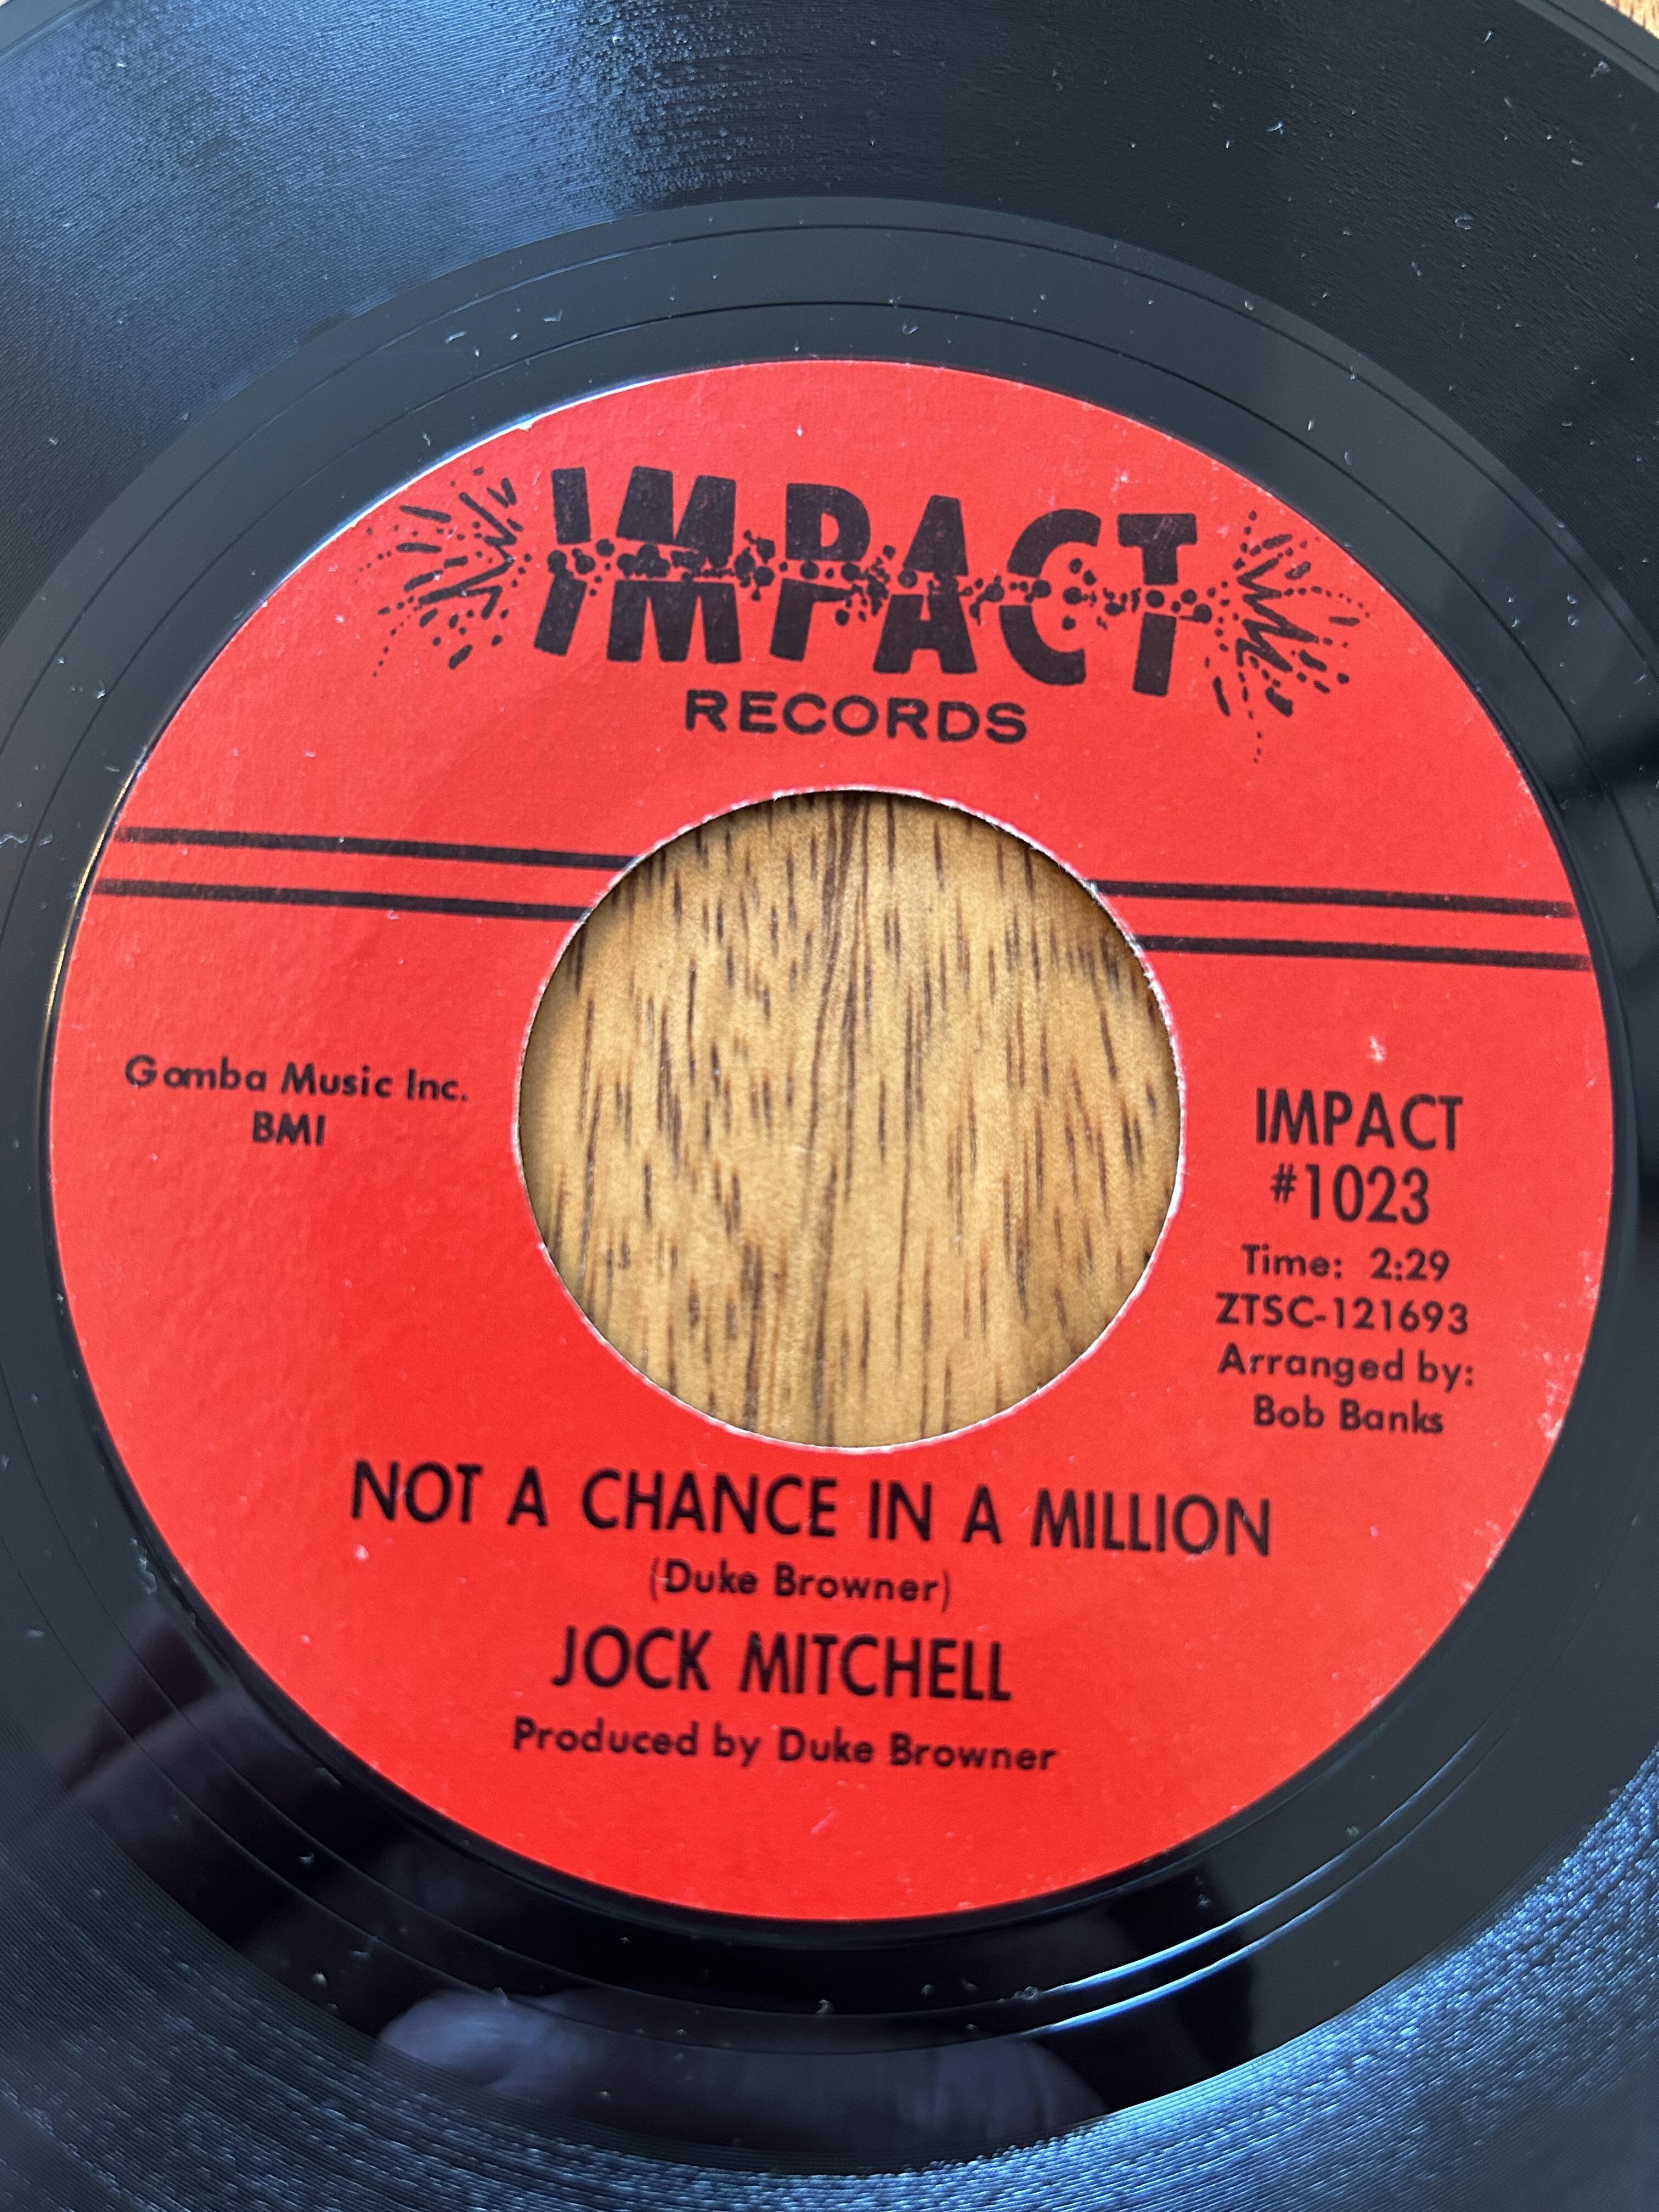 IMPACT
RECORDS
Gomba Music Inc.
BMI
IMPACT
#1023
Time: 2:29
ZTSC-121693
Arranged by:
Bob Banks
NOT A CHANCE IN A MILLION
(Duke Browner)
JOCK MITCHELL
Produced by Duke Browner